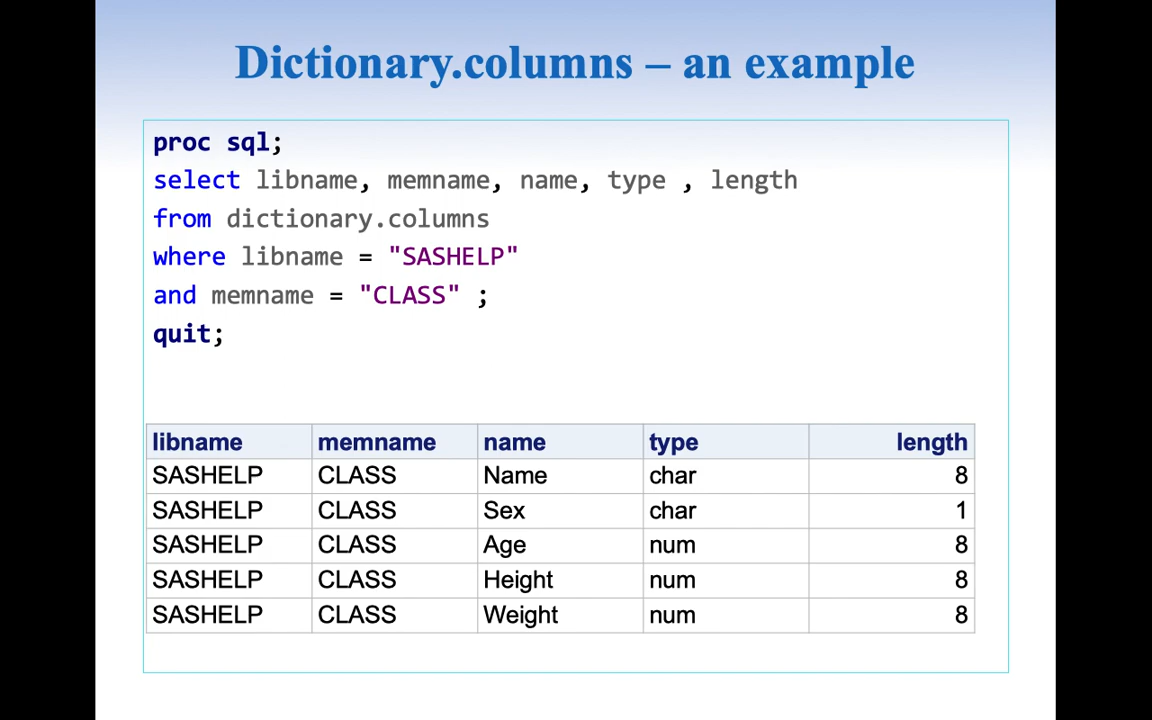 Dictionary.columns – an example
proc sql;
select libname, memname, name, type , length
from dictionary.columns
where libname = "SASHELP"
and memname = "CLASS" ;
quit;
libname memname name type length
SASHELP CLASS Name char 8
SASHELP CLASS Sex char 1
SASHELP CLASS Age num 8
SASHELP CLASS Height num 8
SASHELP CLASS Weight num 8